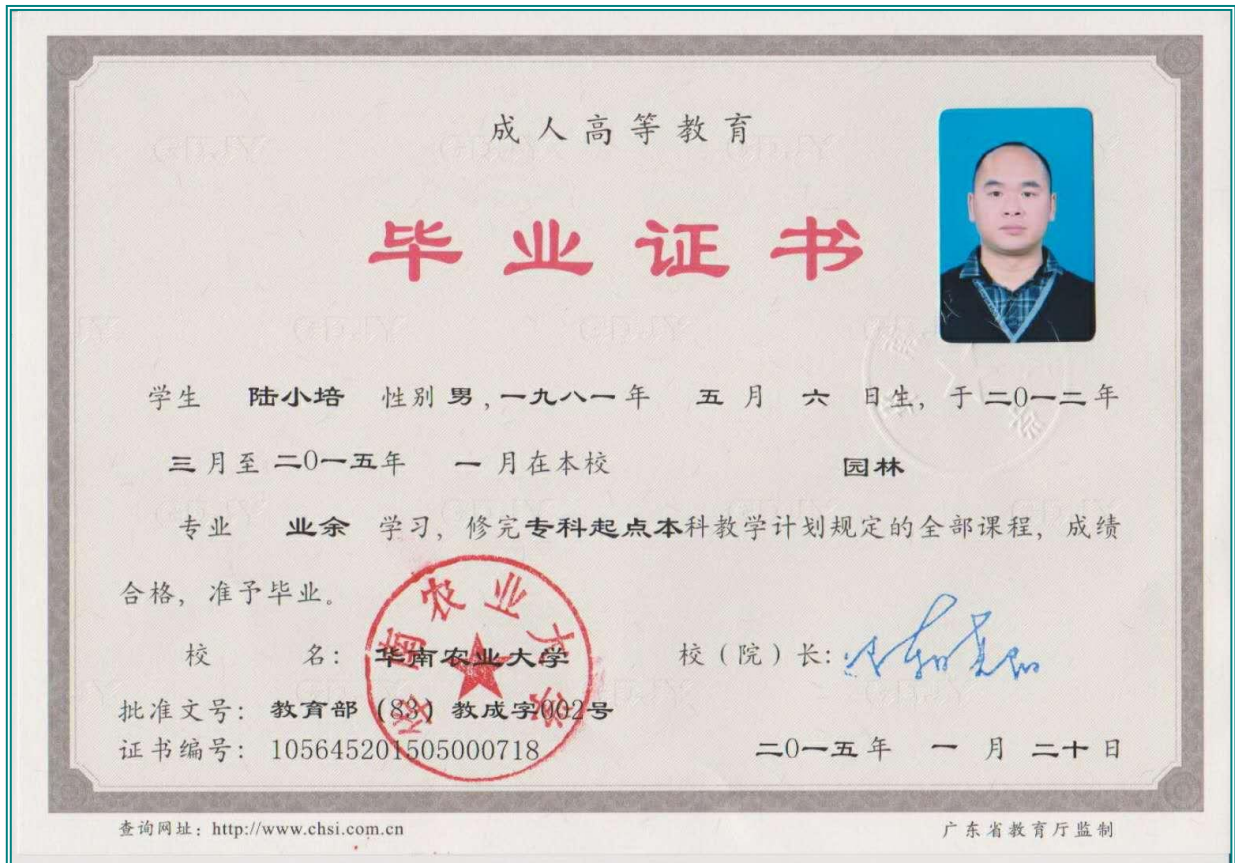 成人高等教育
毕业证书
学生 陆小培 性别 男,一九八一年 五 月 六 日生, 于 二0一二年
三月至 二0一五年 一 月在本校 园林
专业 业余 学习, 修完专科起点本科教学计划规定的全部课程, 成绩
合格, 准予毕业。
校 名: 华南农业大学 校(院)长:
批准文号: 教育部(83)教成字002号
证书编号: 105645201505000718 二0一五年 一 月 二十日
查询网址: http://www.chsi.com.cn 广东省教育厅监制
华南农业大学